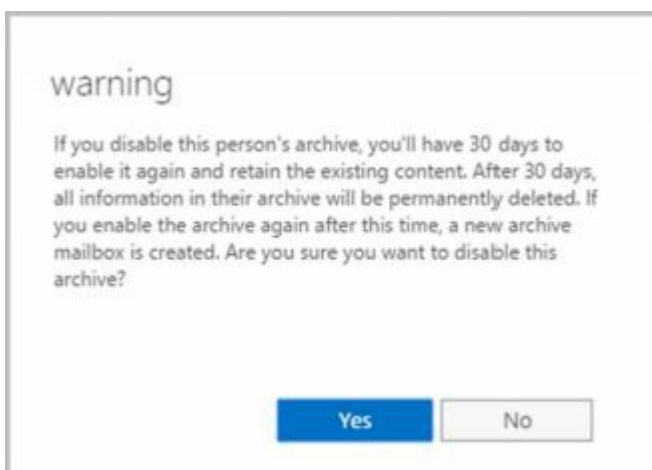 warning
If you disable this person's archive, you'll have 30 days to
enable it again and retain the existing content. After 30 days,
all information in their archive will be permanently deleted. If
you enable the archive again after this time, a new archive
mailbox is created. Are you sure you want to disable this
archive?
Yes No